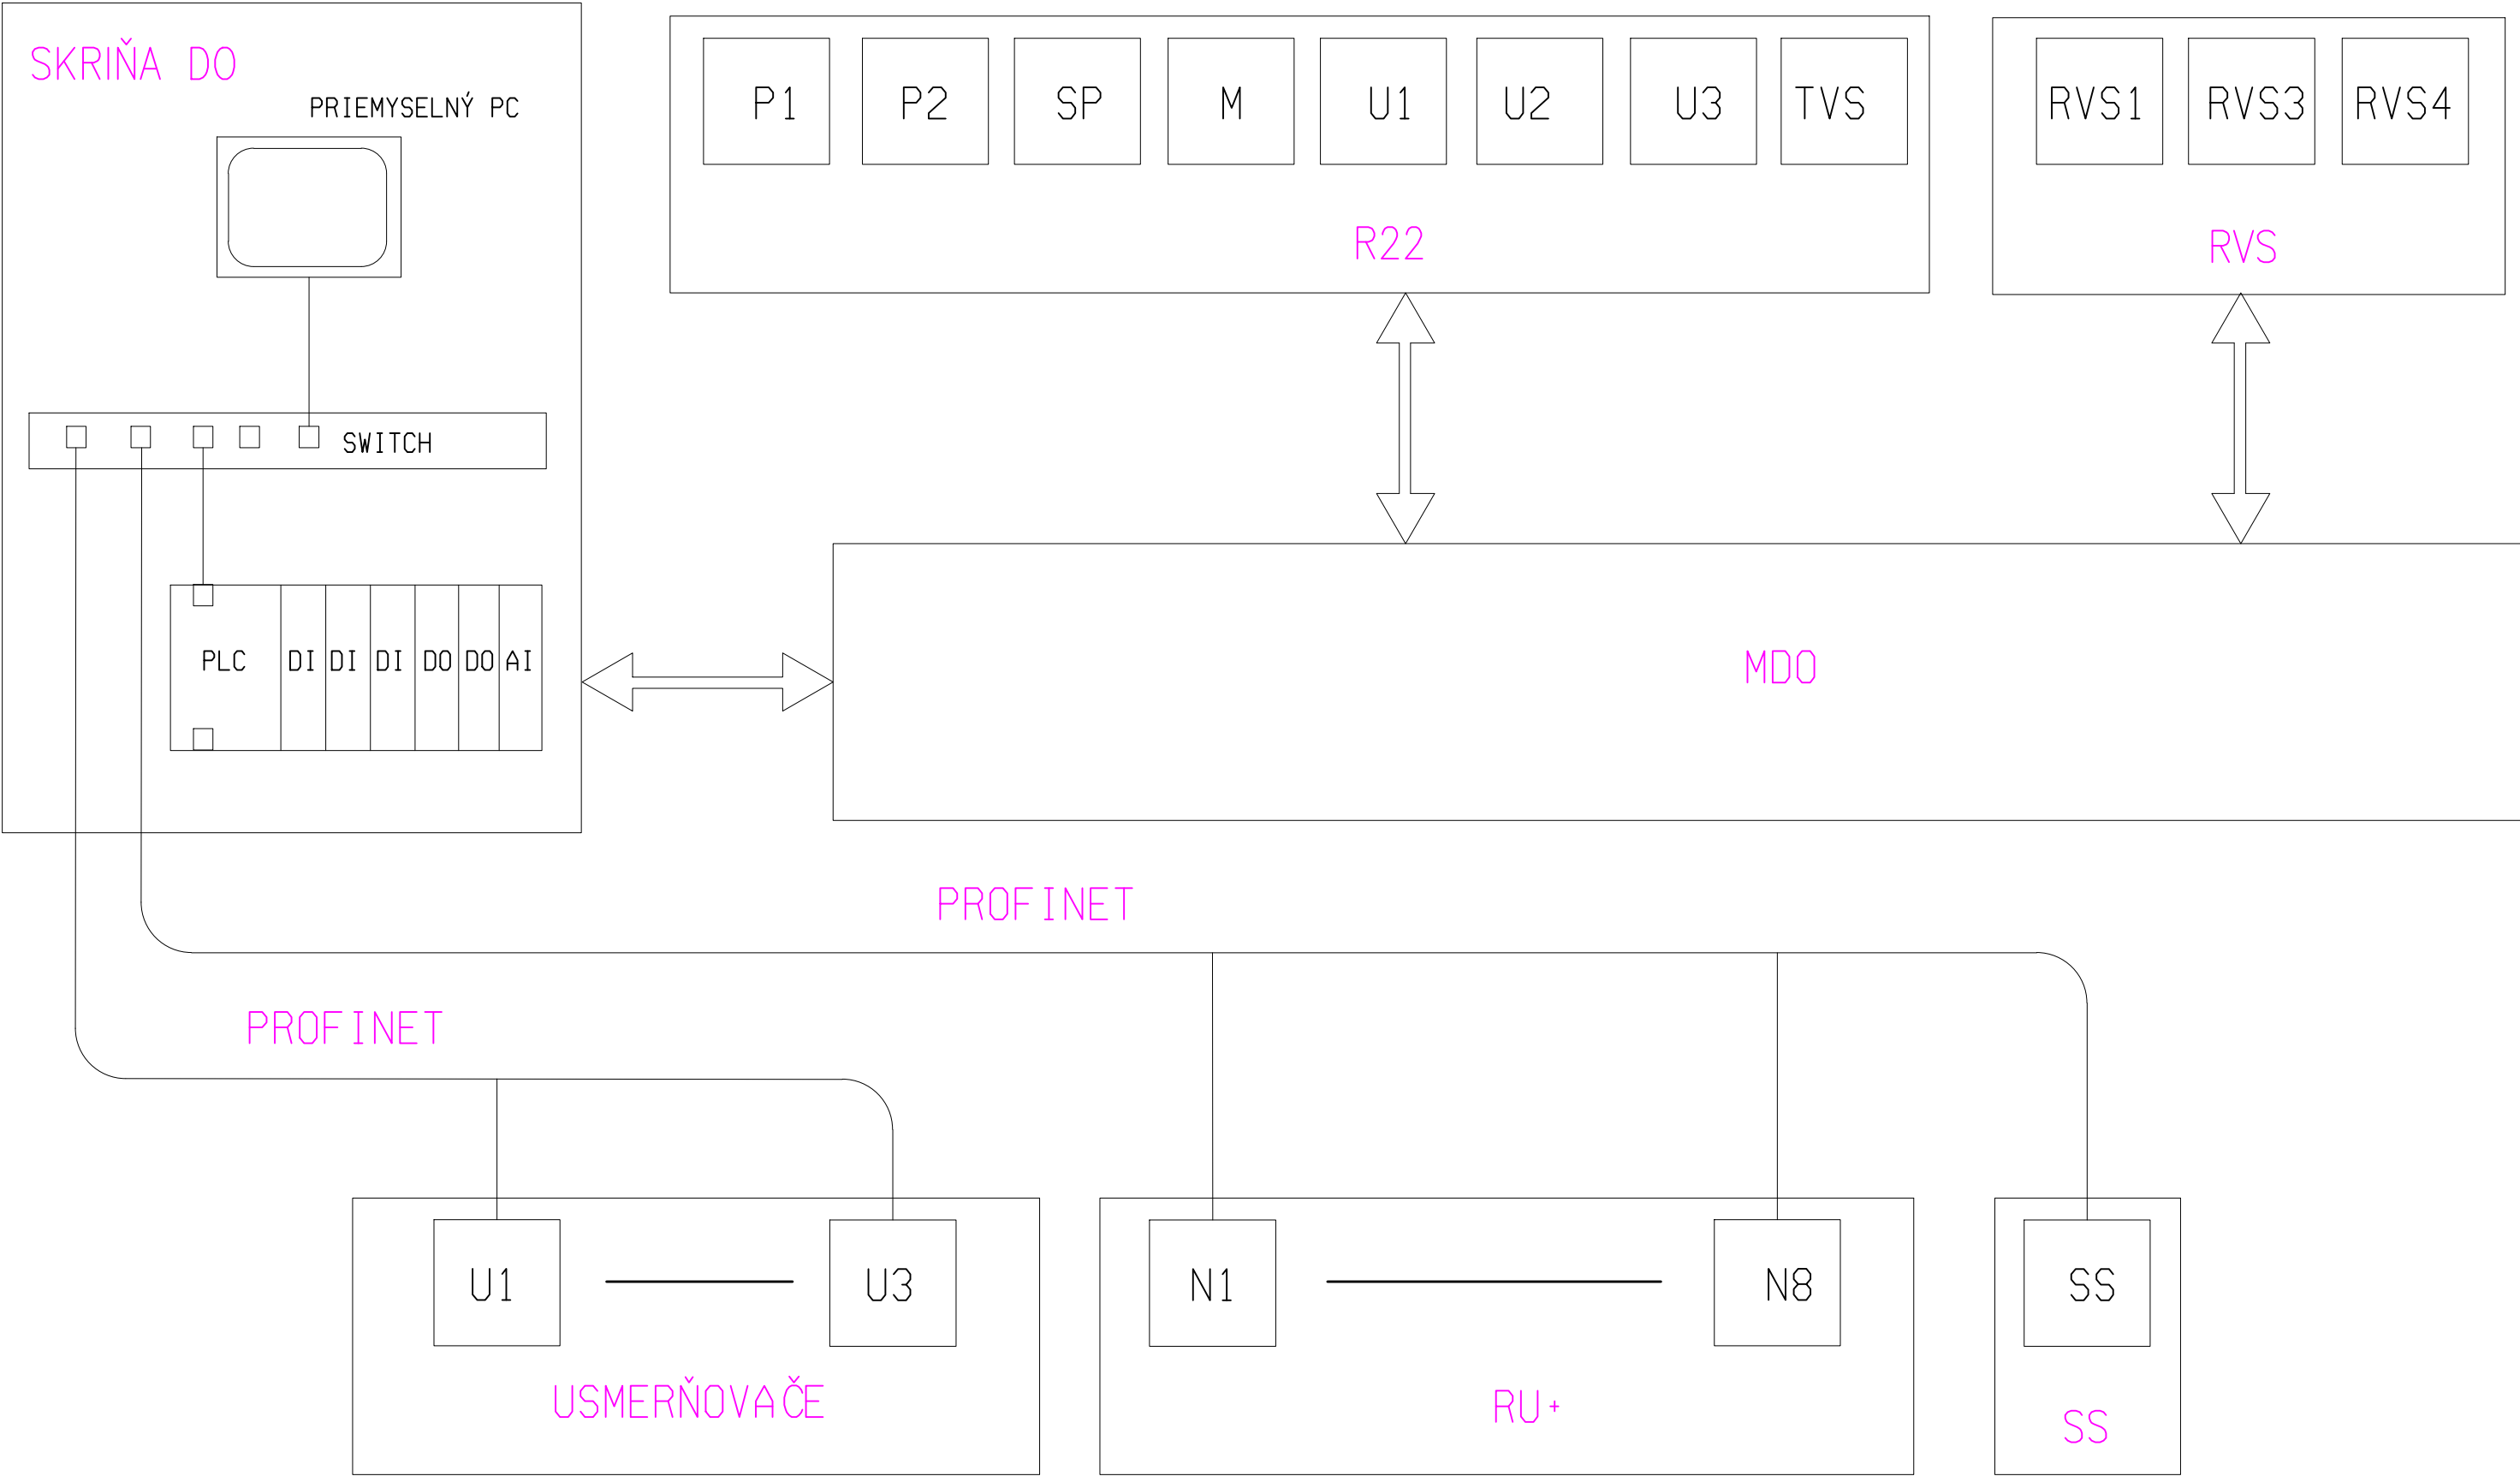 SKRIŇA DO
PRIEMYSELNÝ PC
SWITCH
PLC DI DI DI DO DO AI
P1 P2 SP M U1 U2 U3 TVS
R22
RVS1 RVS3 RVS4
RVS
MDO
PROFINET
PROFINET
U1 U3
USMERŇOVAČE
N1 N8
RU+
SS
SS